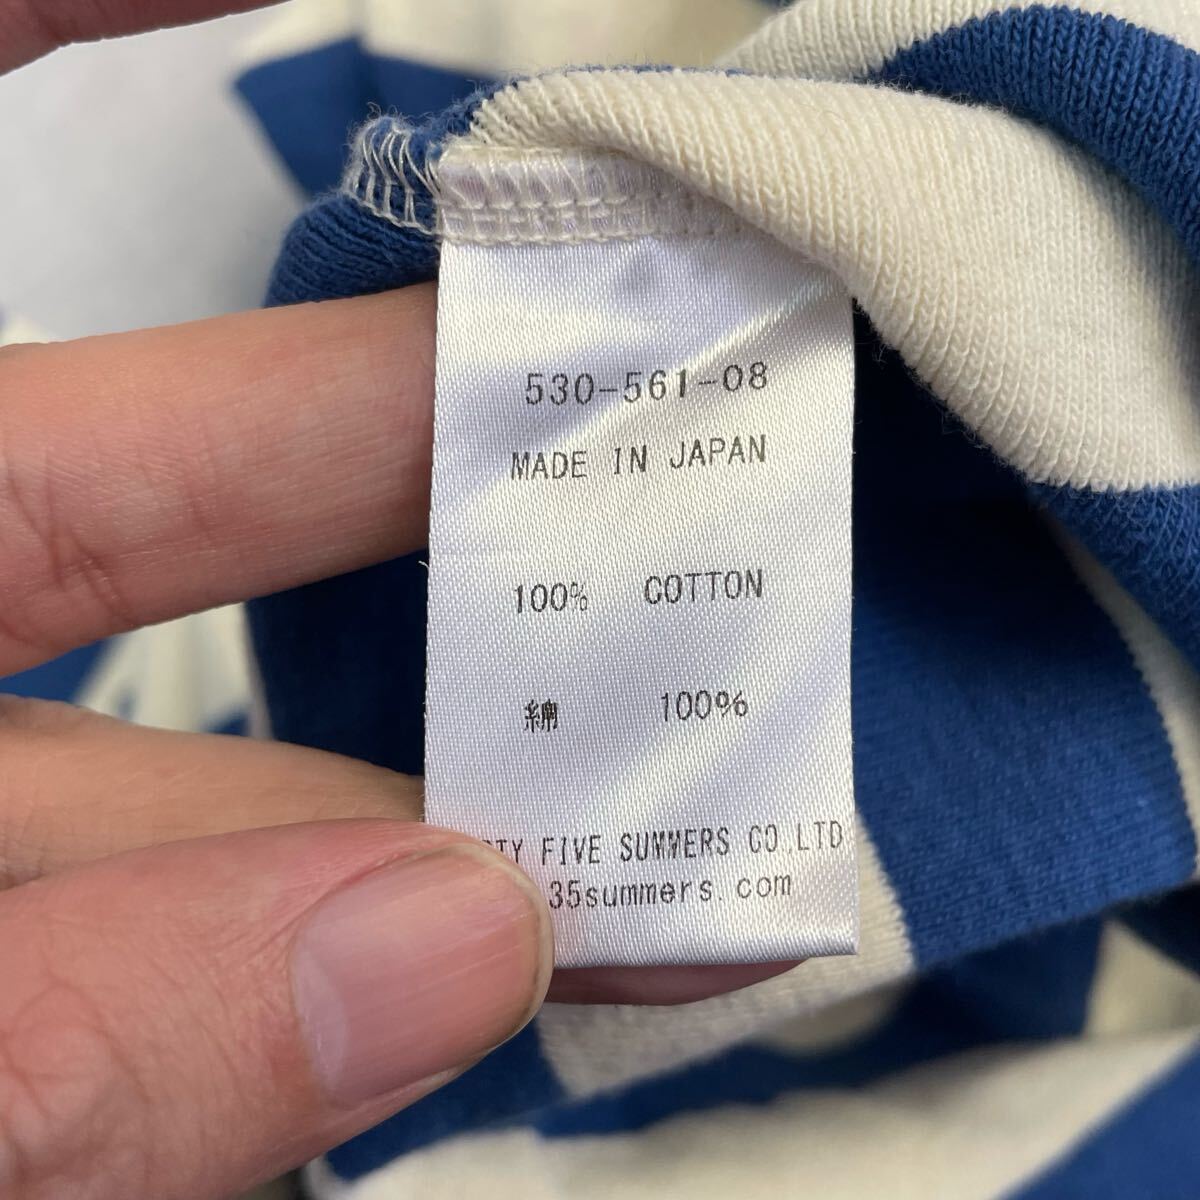 530-561-08
MADE IN JAPAN
100% COTTON
綿 100%
FIVE SUMMERS CO.LTD
35summers.com